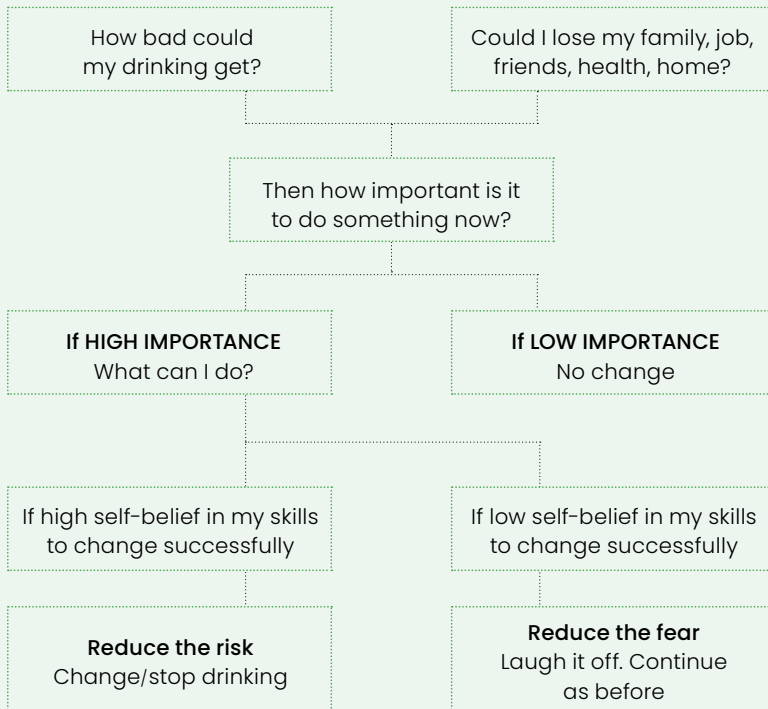 How bad could
my drinking get?
Could I lose my family, job,
friends, health, home?
Then how important is it
to do something now?
If HIGH IMPORTANCE
What can I do?
If LOW IMPORTANCE
No change
If high self-belief in my skills
to change successfully
If low self-belief in my skills
to change successfully
Reduce the risk
Change/stop drinking
Reduce the fear
Laugh it off. Continue
as before